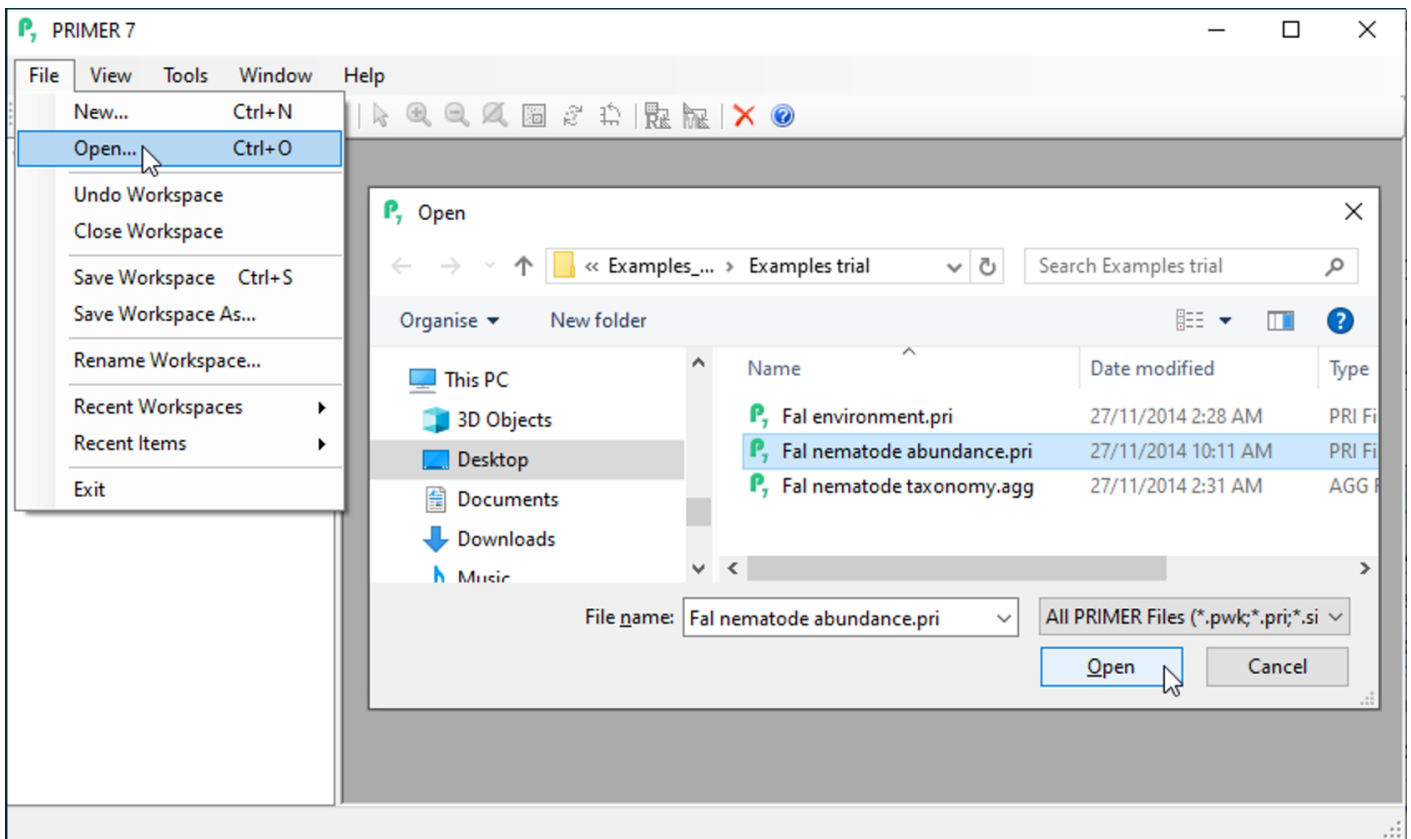 PRIMER 7
File View Tools Window Help
New... Ctrl+N
Open... Ctrl+O
Undo Workspace
Close Workspace
Save Workspace Ctrl+S
Save Workspace As...
Rename Workspace...
Recent Workspaces
Recent Items
Exit
Open
« Examples_... › Examples trial
Search Examples trial
Organise New folder
Name Date modified Type
This PC
3D Objects
Desktop
Documents
Downloads
Music
Fal environment.pri 27/11/2014 2:28 AM PRI Fi
Fal nematode abundance.pri 27/11/2014 10:11 AM PRI Fi
Fal nematode taxonomy.agg 27/11/2014 2:31 AM AGG F
File name: Fal nematode abundance.pri All PRIMER Files (*.pwk;*.pri;*.si
Open Cancel